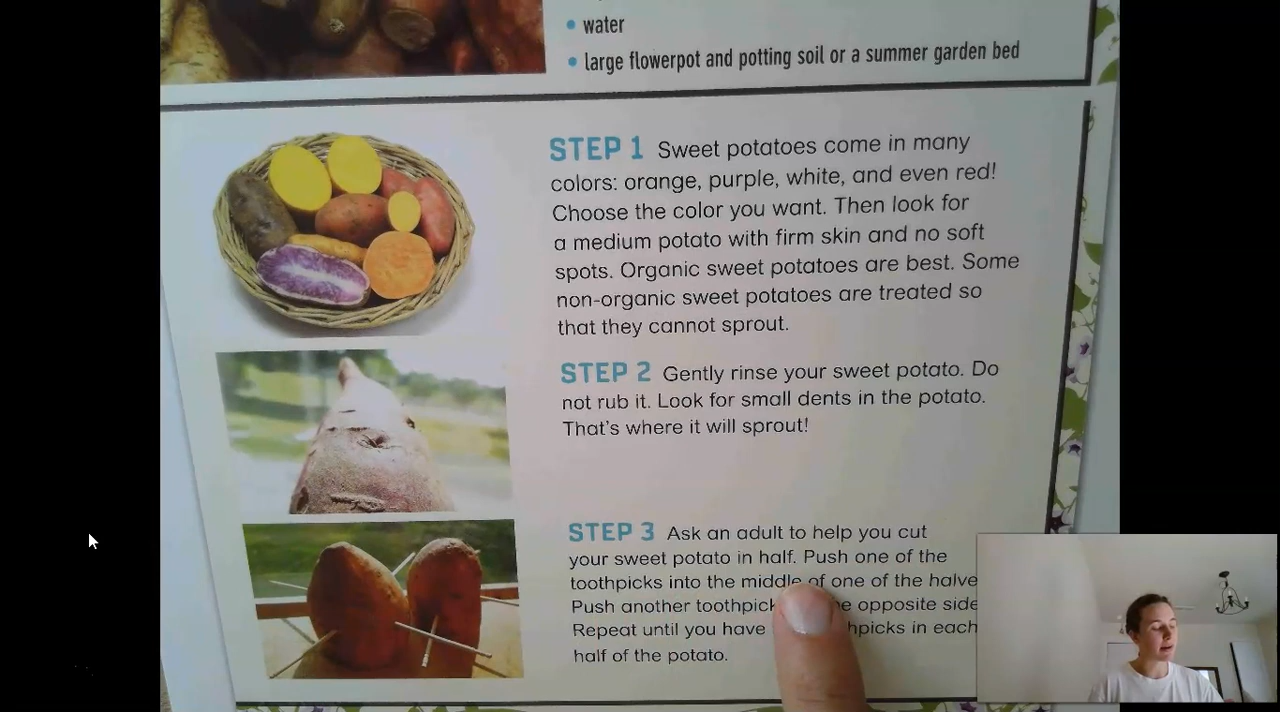 water
large flowerpot and potting soil or a summer garden bed
STEP 1 Sweet potatoes come in many
colors: orange, purple, white, and even red!
Choose the color you want. Then look for
a medium potato with firm skin and no soft
spots. Organic sweet potatoes are best. Some
non-organic sweet potatoes are treated so
that they cannot sprout.
STEP 2 Gently rinse your sweet potato. Do
not rub it. Look for small dents in the potato.
That's where it will sprout!
STEP 3 Ask an adult to help you cut
your sweet potato in half. Push one of the
toothpicks into the middle of one of the
Push another opposite side
Repeat until you have in each
half of the potato.